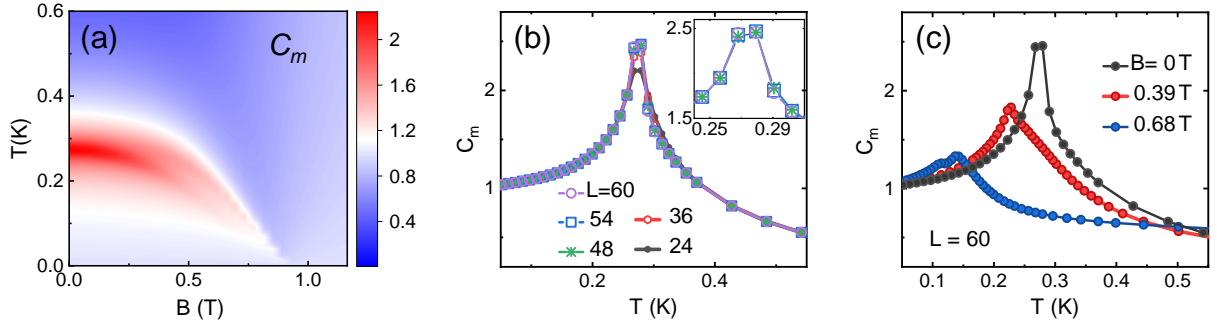 (a)
C_m
T(K)
0.6
0.4
0.2
0.0
0.0
0.5
1.0
B (T)
2
1.6
1.2
0.8
0.4
(b)
C_m
2
1
0.2
0.4
T (K)
2.5
1.5
0.25
0.29
L=60
54
48
36
24
(c)
C_m
2
1
0.1
0.2
0.3
0.4
0.5
T (K)
B= 0 T
0.39 T
0.68 T
L = 60